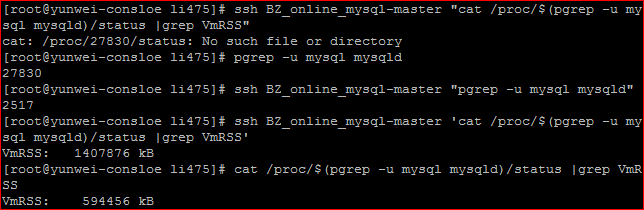 [root@yunwei-consloe li475]# ssh BZ_online_mysql-master "cat /proc/$(pgrep -u my
sql mysqld)/status |grep VmRSS"
cat: /proc/27830/status: No such file or directory
[root@yunwei-consloe li475]# pgrep -u mysql mysqld
27830
[root@yunwei-consloe li475]# ssh BZ_online_mysql-master "pgrep -u mysql mysqld"
2517
[root@yunwei-consloe li475]# ssh BZ_online_mysql-master 'cat /proc/$(pgrep -u my
sql mysqld)/status |grep VmRSS'
VmRSS:   1407876 kB
[root@yunwei-consloe li475]# cat /proc/$(pgrep -u mysql mysqld)/status |grep VmR
SS
VmRSS:    594456 kB